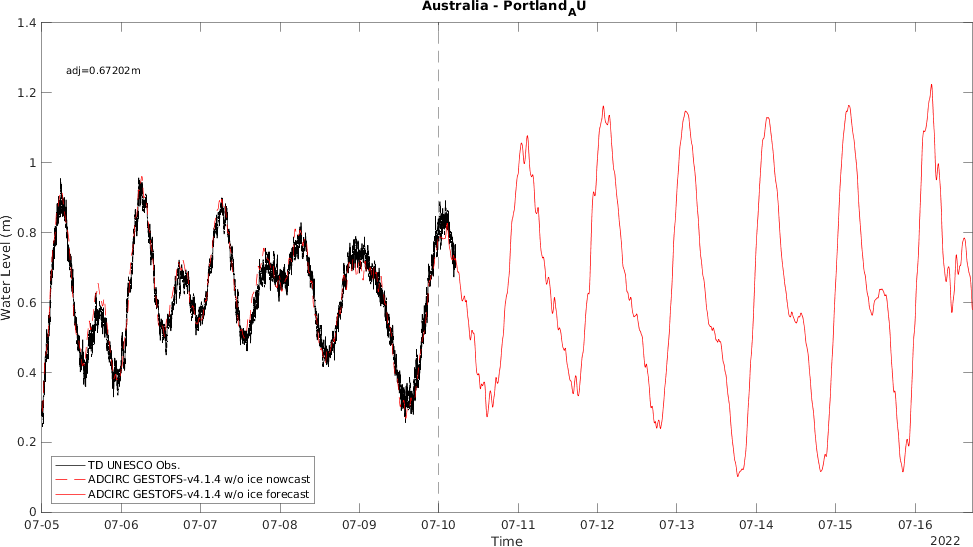 Australia - Portland_AU
adj=0.67202m
1.4
1.2
1
0.8
0.6
0.4
0.2
0
Water Level (m)
TD UNESCO Obs.
ADCIRC GESTOFS-v4.1.4 w/o ice nowcast
ADCIRC GESTOFS-v4.1.4 w/o ice forecast
07-05 07-06 07-07 07-08 07-09 07-10 07-11 07-12 07-13 07-14 07-15 07-16
Time
2022